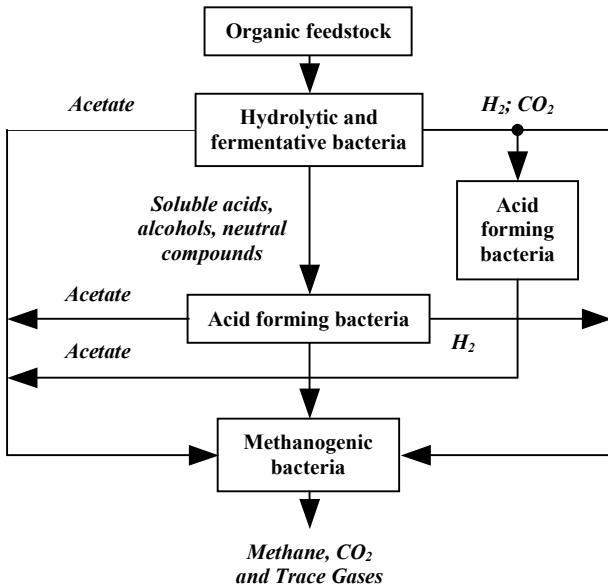 Organic feedstock
Acetate
H2; CO2
Hydrolytic and
fermentative bacteria
Soluble acids,
alcohols, neutral
compounds
Acid
forming
bacteria
Acetate
Acid forming bacteria
H2
Acetate
Methanogenic
bacteria
Methane, CO2
and Trace Gases